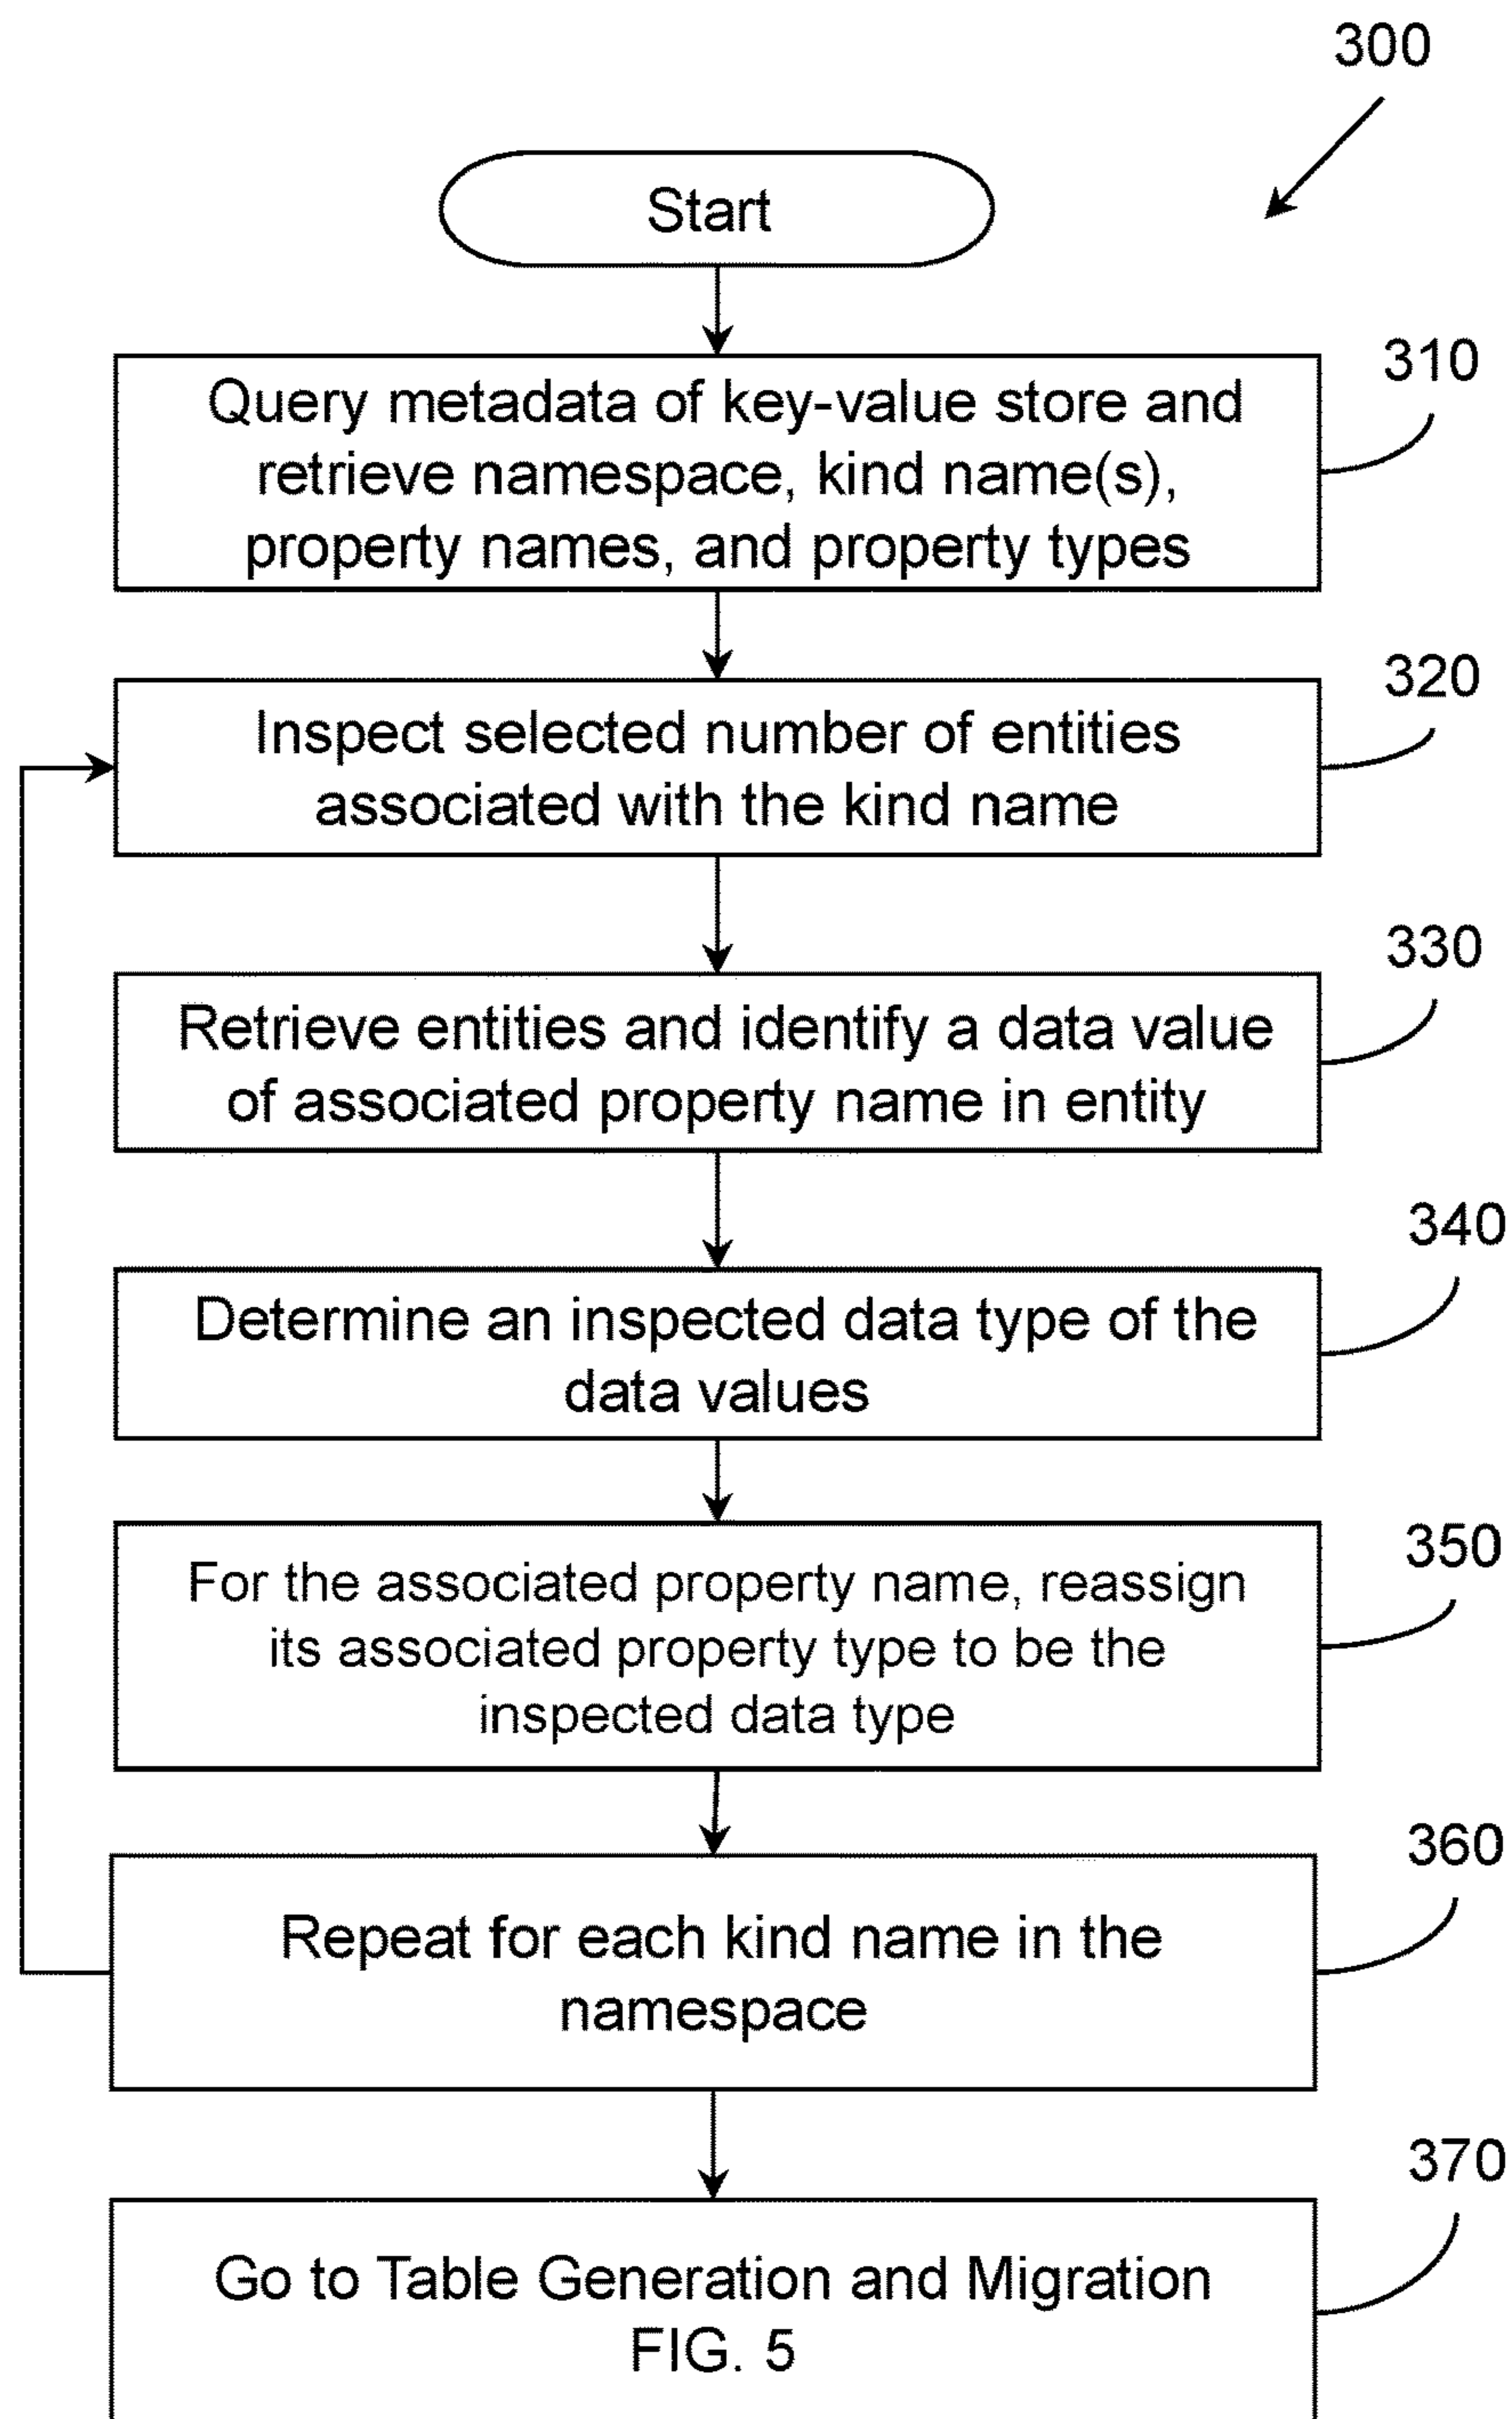 300
Start
310
Query metadata of key-value store and
retrieve namespace, kind name(s),
property names, and property types
320
Inspect selected number of entities
associated with the kind name
330
Retrieve entities and identify a data value
of associated property name in entity
340
Determine an inspected data type of the
data values
350
For the associated property name, reassign
its associated property type to be the
inspected data type
360
Repeat for each kind name in the
namespace
370
Go to Table Generation and Migration
FIG. 5